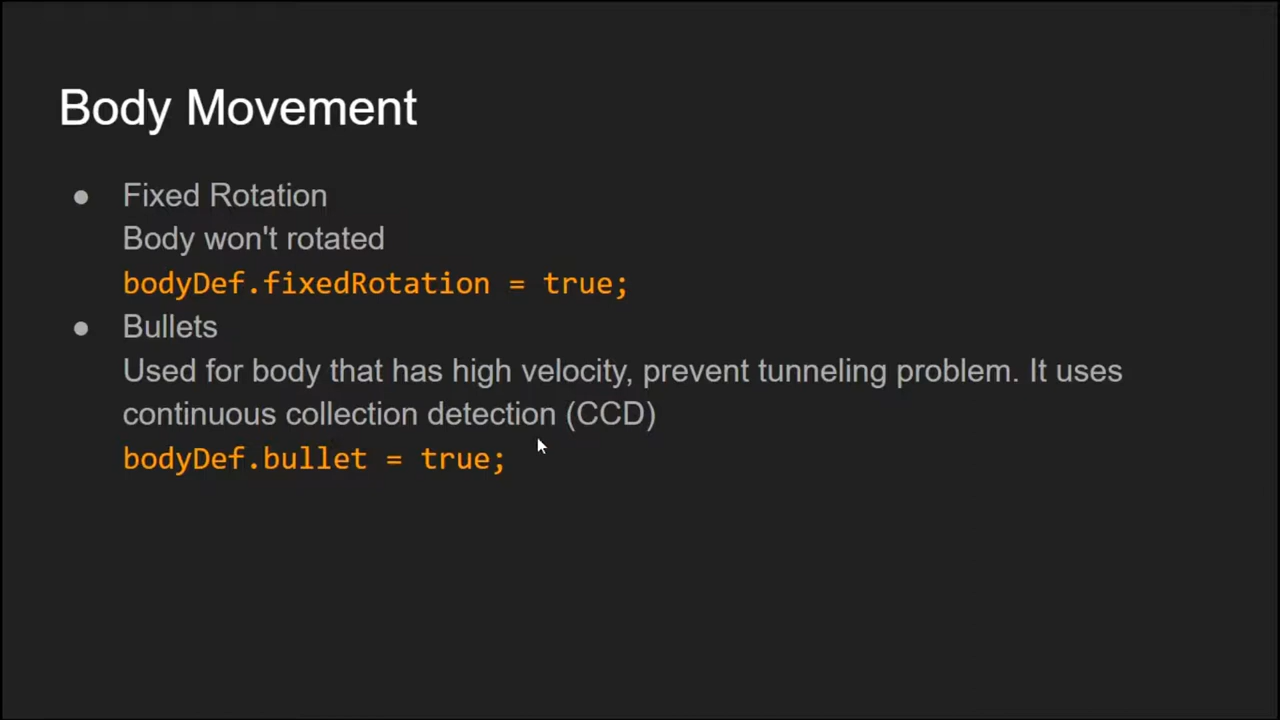 Body Movement
● Fixed Rotation
Body won't rotated
bodyDef.fixedRotation = true;
● Bullets
Used for body that has high velocity, prevent tunneling problem. It uses
continuous collection detection (CCD)
bodyDef.bullet = true;